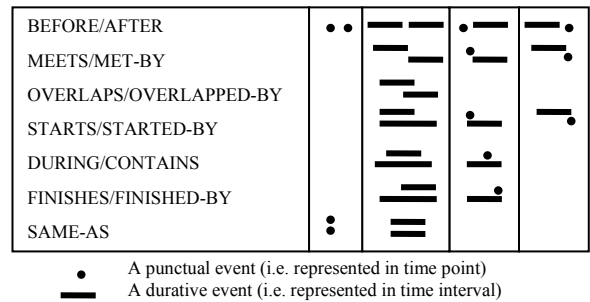 BEFORE/AFTER
MEETS/MET-BY
OVERLAPS/OVERLAPPED-BY
STARTS/STARTED-BY
DURING/CONTAINS
FINISHES/FINISHED-BY
SAME-AS
A punctual event (i.e. represented in time point)
A durative event (i.e. represented in time interval)